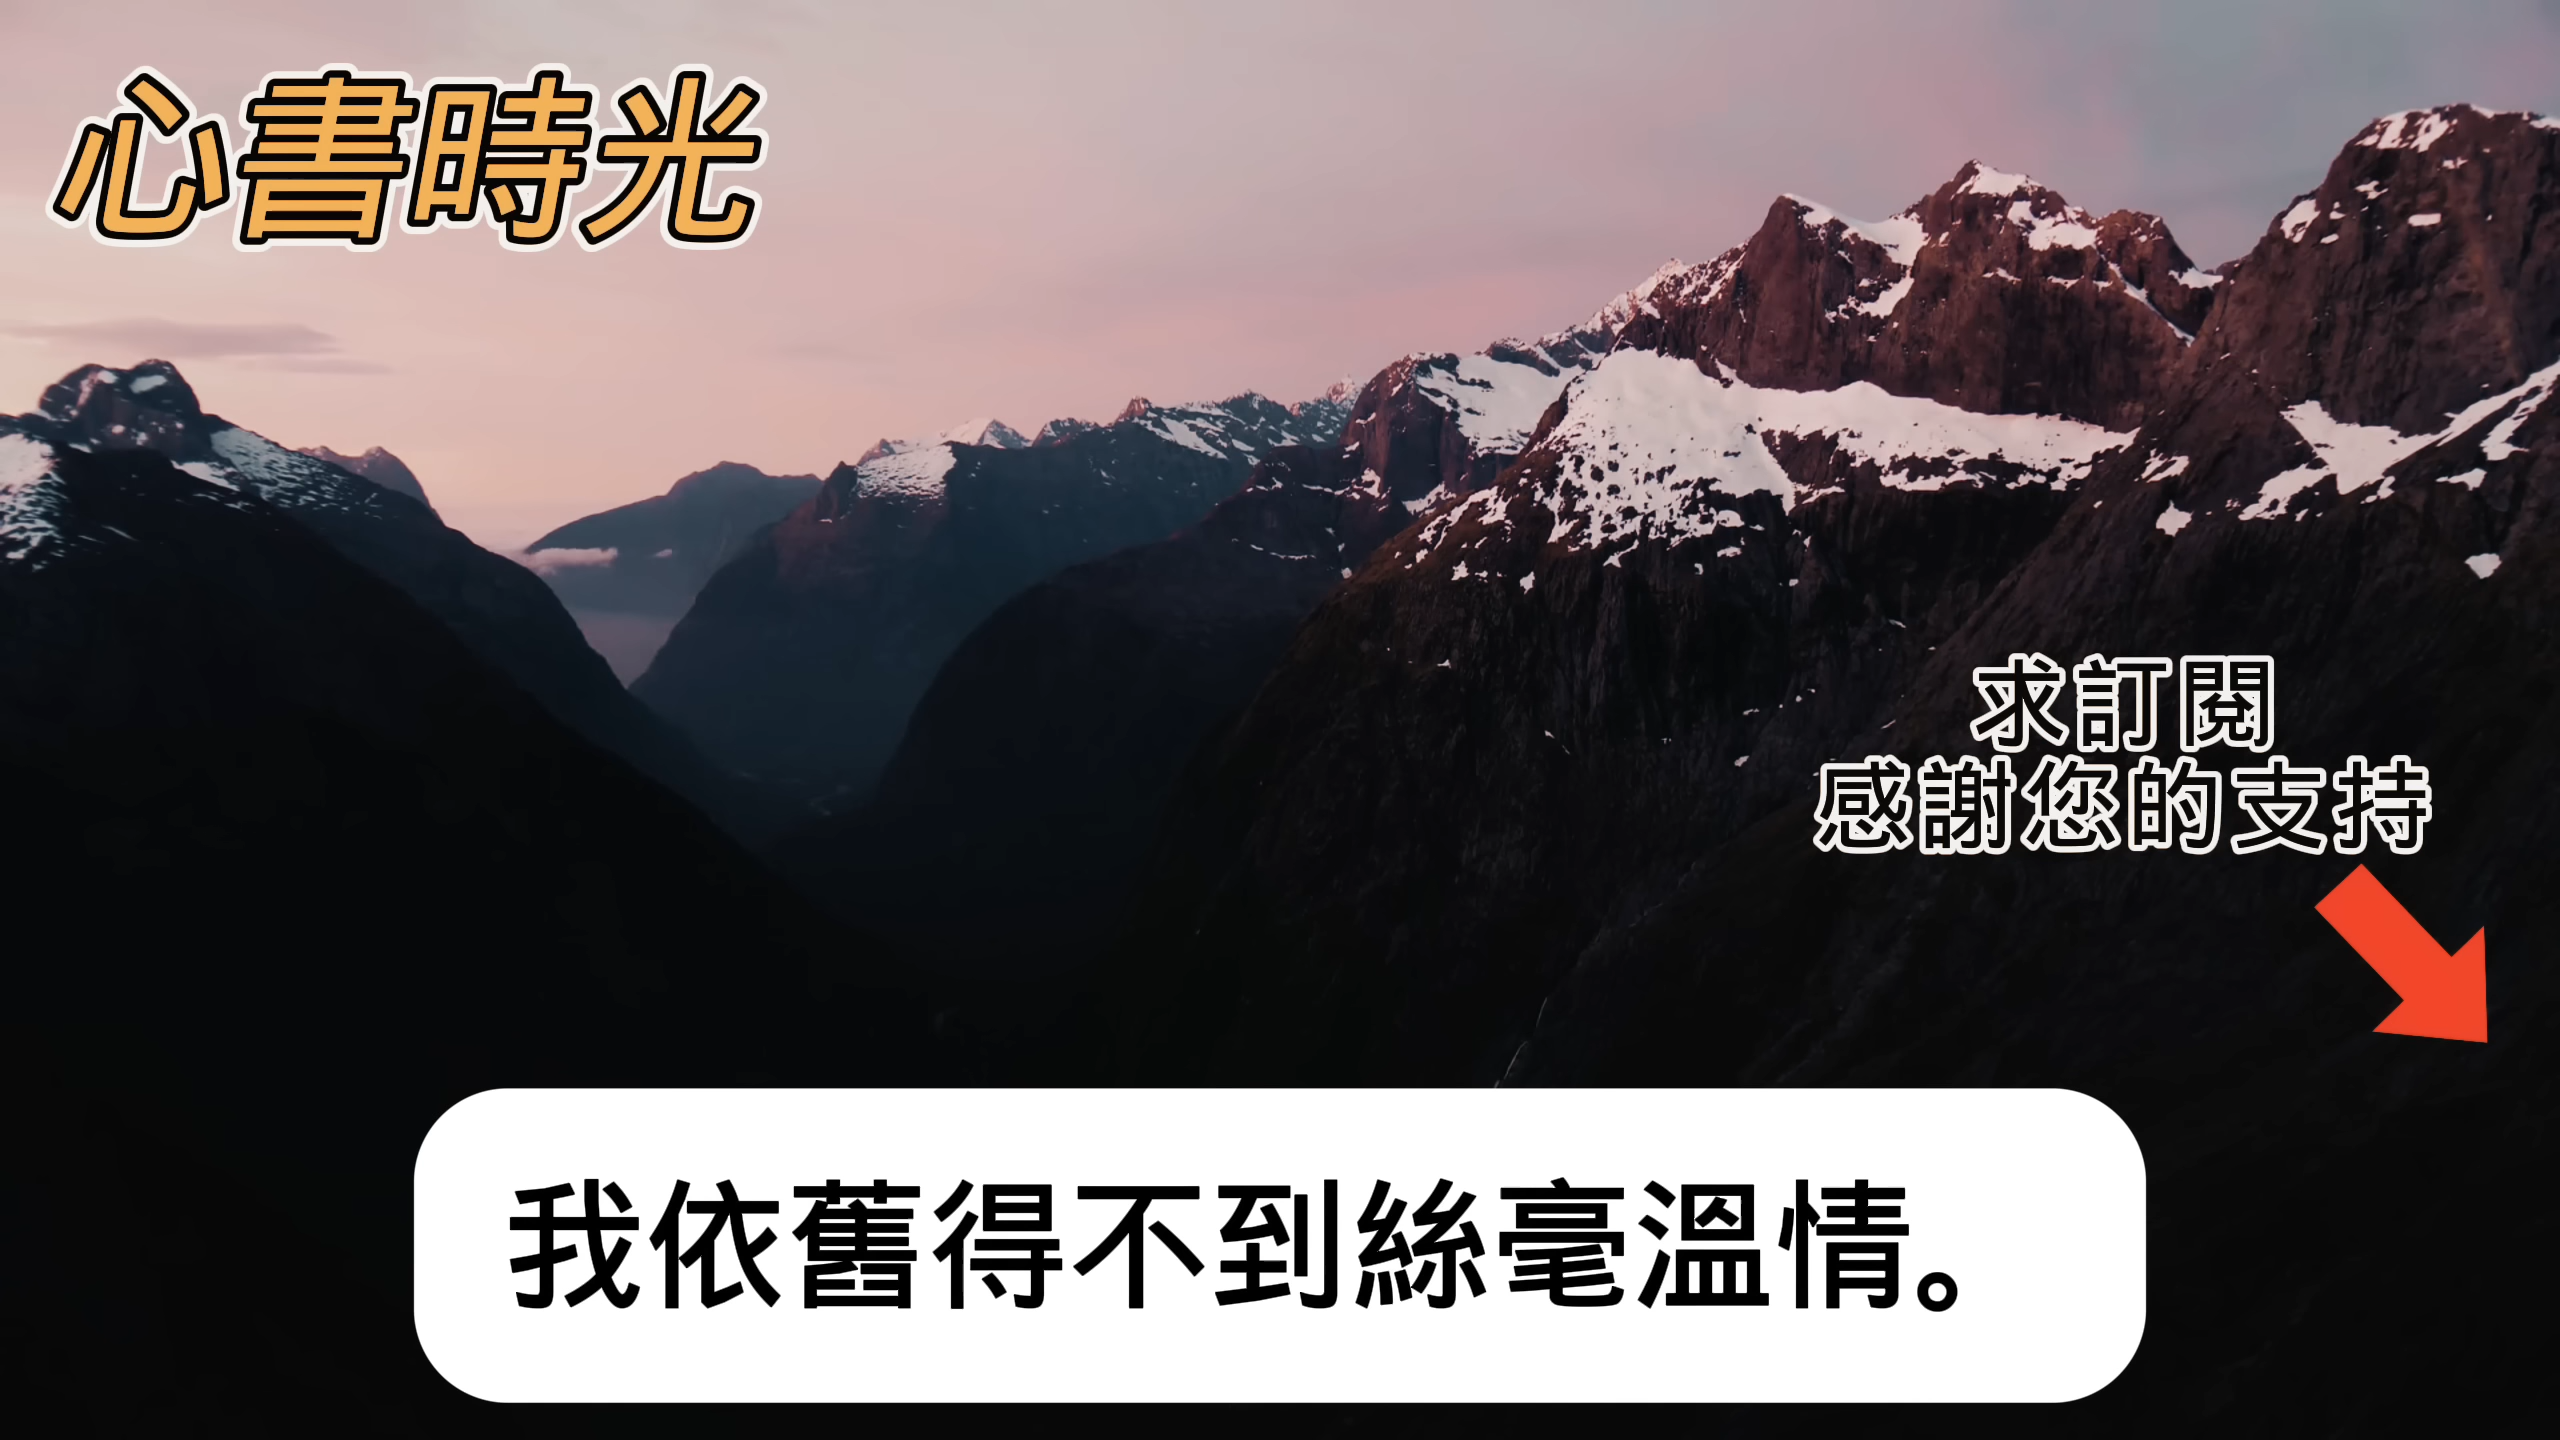 心書時光
求訂閱
感謝您的支持
我依舊得不到絲毫溫情。